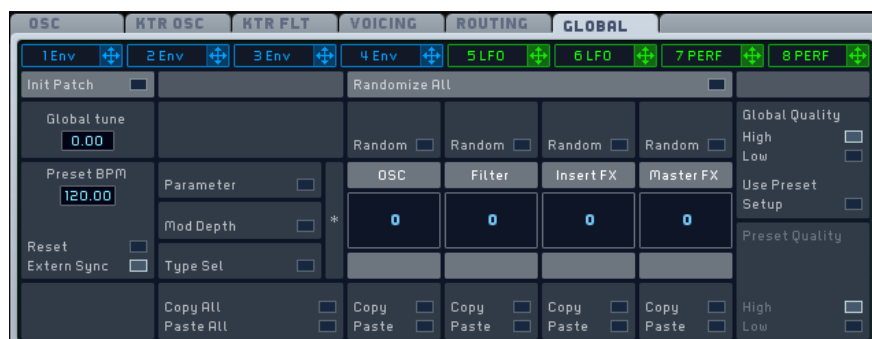 OSC KTR OSC KTR FLT VOICING ROUTING GLOBAL
1 Env 2 Env 3 Env 4 Env 5 LFO 6 LFO 7 PERF 8 PERF
Init Patch Randomize All
Global tune
0.00
Random Random Random Random
Global Quality
High
Low
Preset BPM
120.00
OSC Filter Insert FX Master FX
Parameter
Use Preset
Setup
Mod Depth * 0 0 0 0
Preset Quality
Reset
Extern Sync Type Sel
Copy All Copy Copy Copy Copy High
Paste All Paste Paste Paste Paste Low